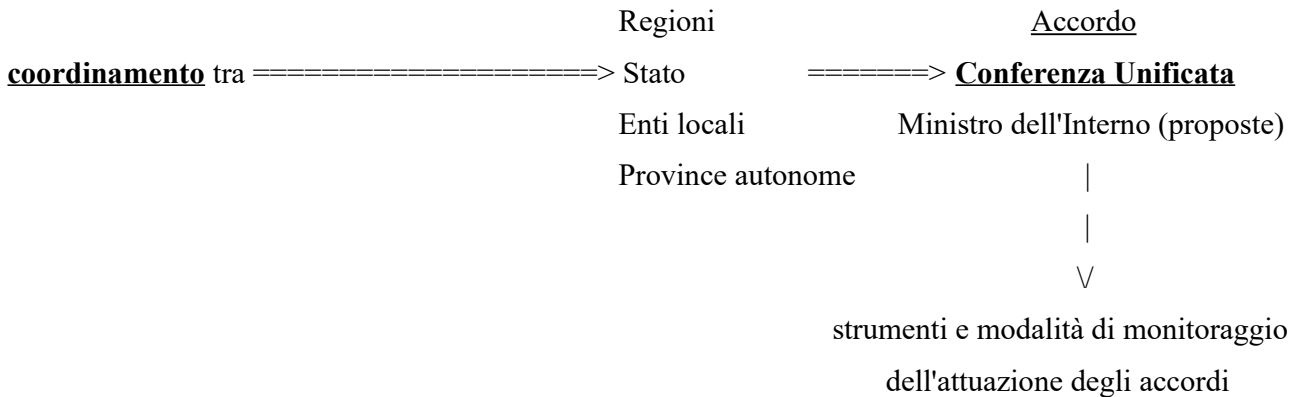 Regioni Accordo
coordinamento tra ====================> Stato =======> Conferenza Unificata
Enti locali Ministro dell'Interno (proposte)
Province autonome |
|
\/
strumenti e modalità di monitoraggio
dell'attuazione degli accordi